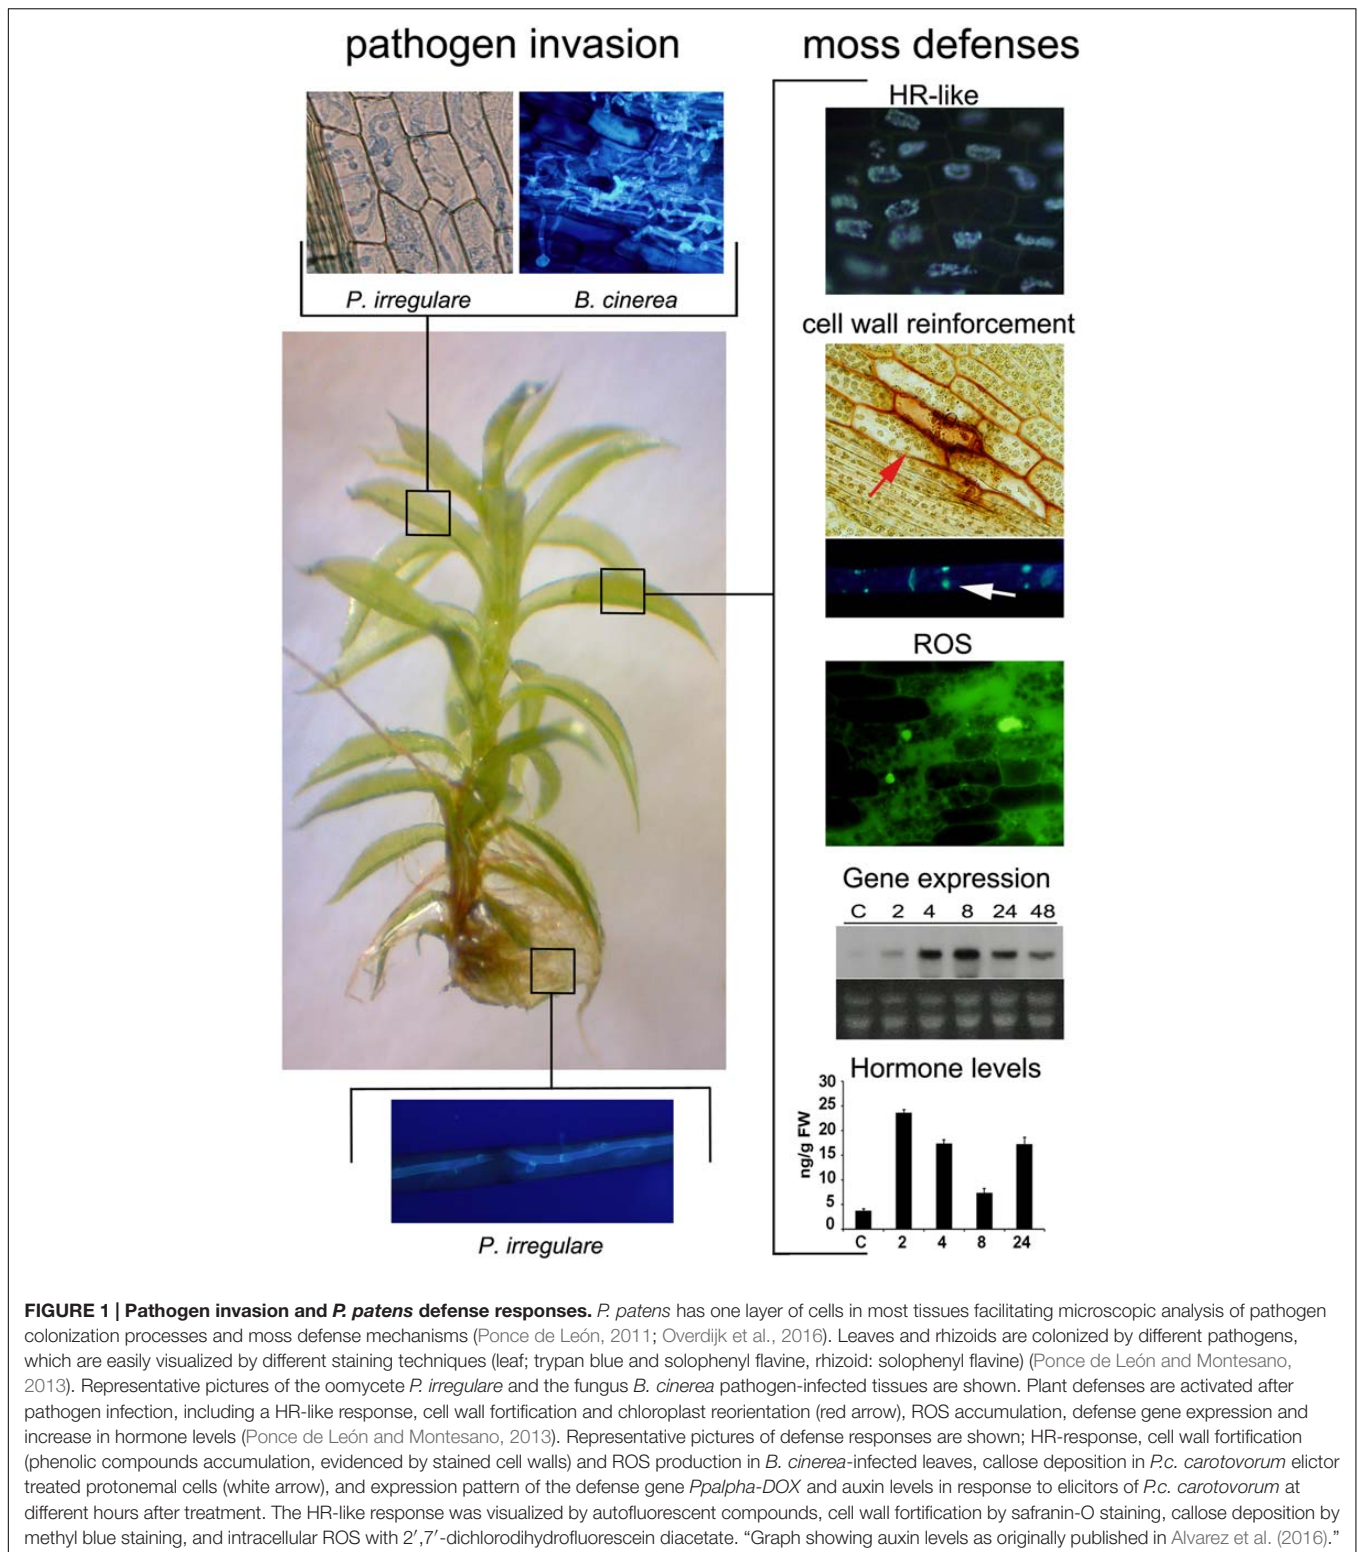 pathogen invasion
moss defenses
HR-like
P. irregulare
B. cinerea
cell wall reinforcement
ROS
Gene expression
C 2 4 8 24 48
Hormone levels
ng/g FW
30
25
20
15
10
5
0
C 2 4 8 24
P. irregulare
FIGURE 1 | Pathogen invasion and P. patens defense responses. P. patens has one layer of cells in most tissues facilitating microscopic analysis of pathogen
colonization processes and moss defense mechanisms (Ponce de León, 2011; Overdijk et al., 2016). Leaves and rhizoids are colonized by different pathogens,
which are easily visualized by different staining techniques (leaf; trypan blue and solophenyl flavine, rhizoid: solophenyl flavine) (Ponce de León and Montesano,
2013). Representative pictures of the oomycete P. irregulare and the fungus B. cinerea pathogen-infected tissues are shown. Plant defenses are activated after
pathogen infection, including a HR-like response, cell wall fortification and chloroplast reorientation (red arrow), ROS accumulation, defense gene expression and
increase in hormone levels (Ponce de León and Montesano, 2013). Representative pictures of defense responses are shown; HR-response, cell wall fortification
(phenolic compounds accumulation, evidenced by stained cell walls) and ROS production in B. cinerea-infected leaves, callose deposition in P.c. carotovorum elictor
treated protonemal cells (white arrow), and expression pattern of the defense gene Ppalpha-DOX and auxin levels in response to elicitors of P.c. carotovorum at
different hours after treatment. The HR-like response was visualized by autofluorescent compounds, cell wall fortification by safranin-O staining, callose deposition by
methyl blue staining, and intracellular ROS with 2′,7′-dichlorodihydrofluorescein diacetate. “Graph showing auxin levels as originally published in Alvarez et al. (2016).”